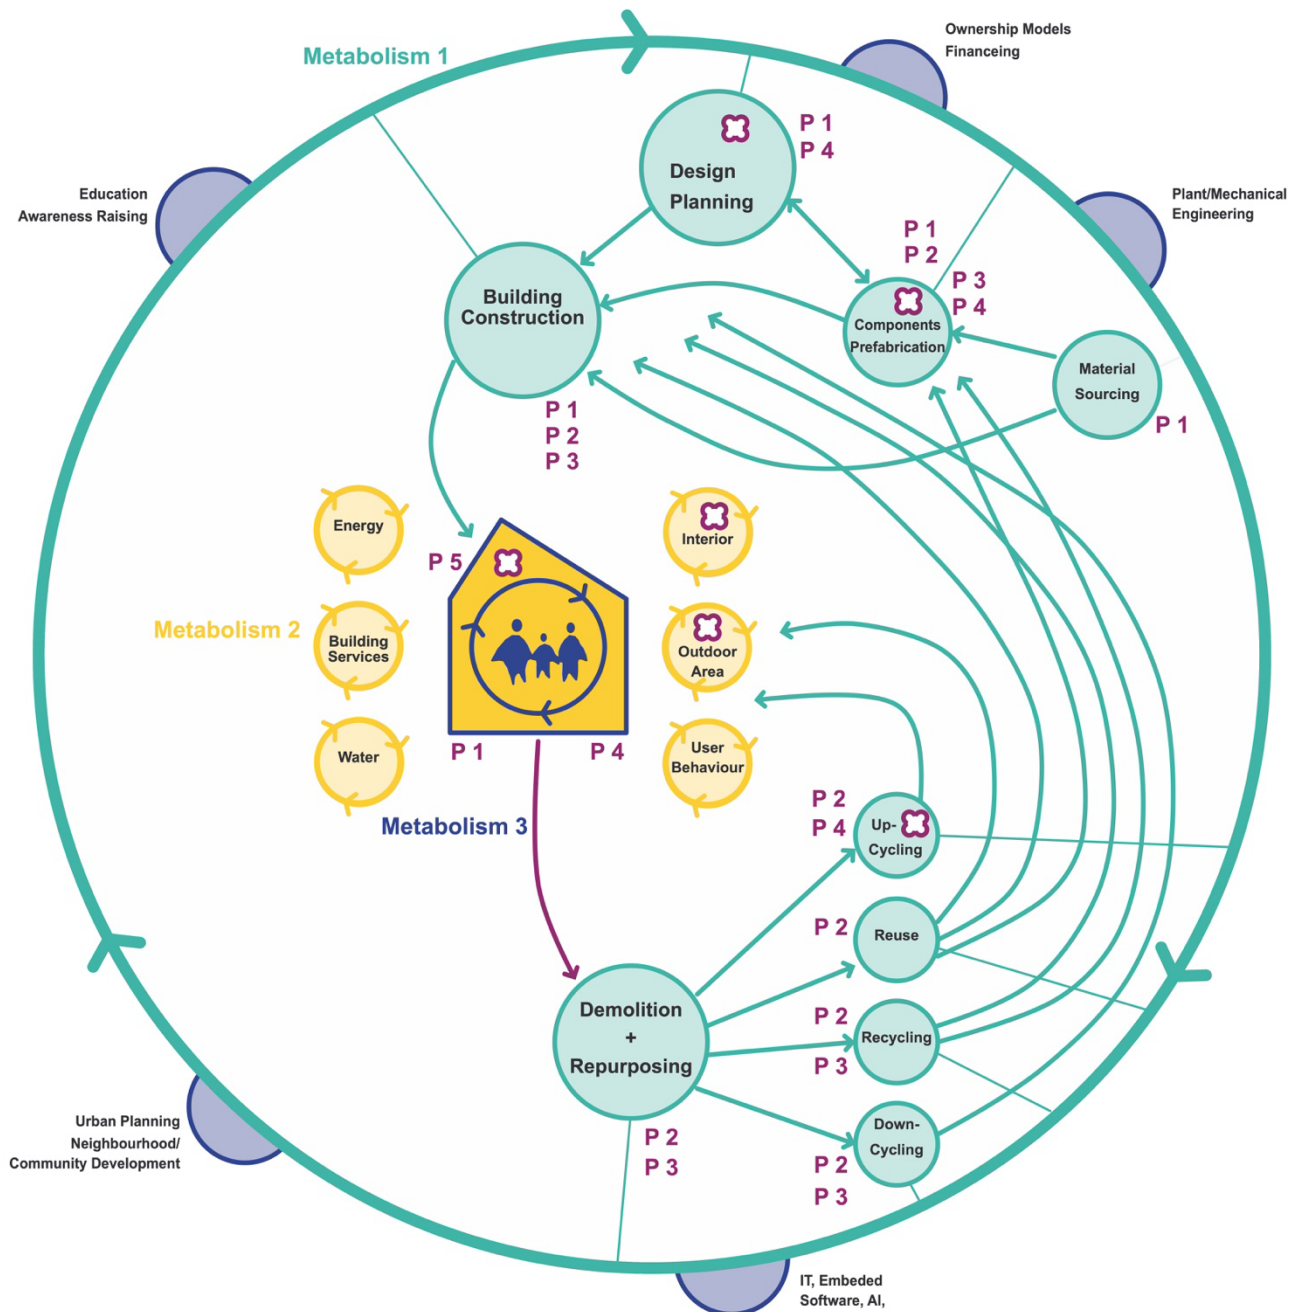 Ownership Models
Financeing
Metabolism 1
P 1
P 4
Design
Planning
Education
Awareness Raising
Plant/Mechanical
Engineering
P 1
P 2
P 3
P 4
Building
Construction
Components
Prefabrication
Material
Sourcing
P 1
P 1
P 2
P 3
Energy
Interior
P 5
Metabolism 2
Building
Services
Outdoor
Area
Water
User
Behaviour
P 1
P 4
Metabolism 3
P 2
P 4
Up-
Cycling
P 2
Reuse
Demolition
+
Repurposing
P 2
P 3
Recycling
P 2
P 3
Down-
Cycling
P 2
P 3
Urban Planning
Neighbourhood/
Community Development
IT, Embeded
Software, AI,